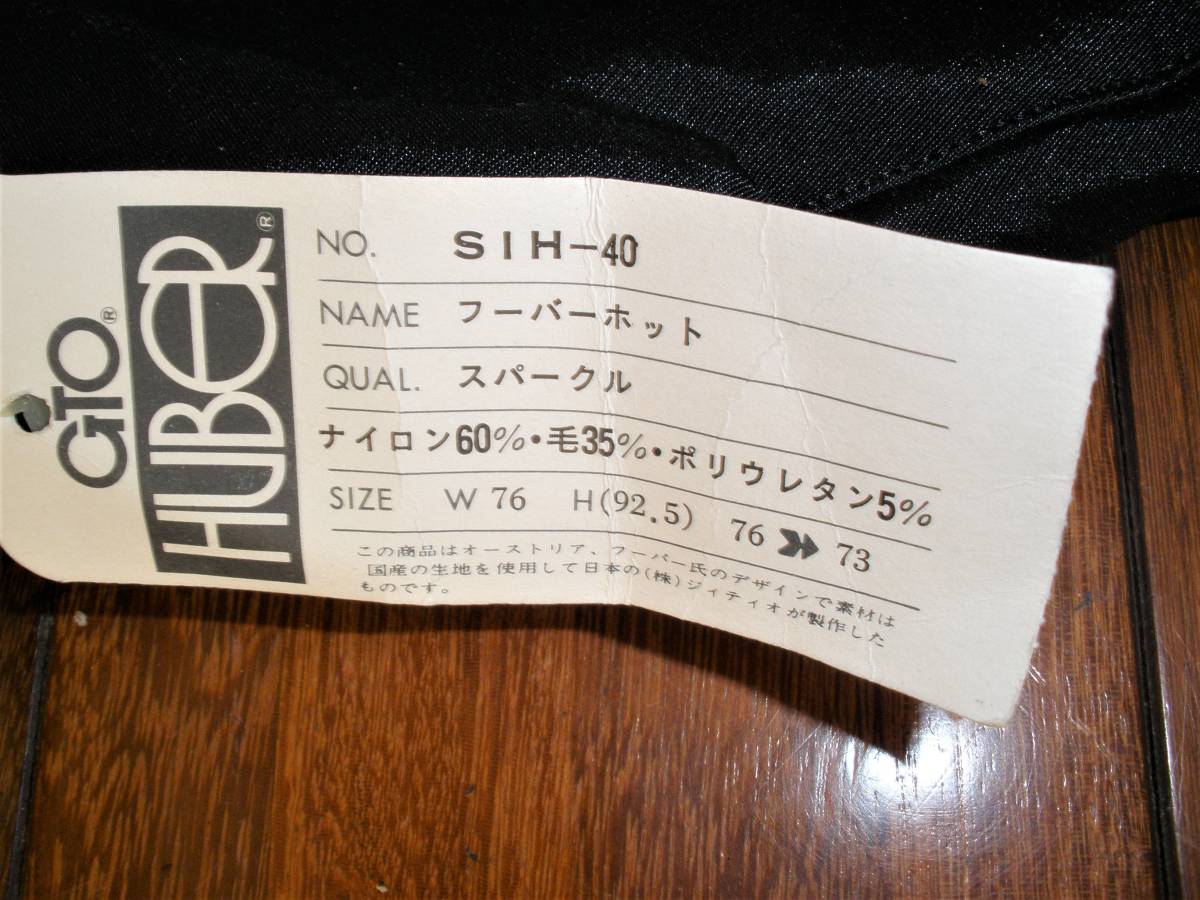 GTO®
HUBER®
NO. SIH-40
NAME フーバーホット
QUAL. スパークル
ナイロン60%・毛35%・ポリウレタン5%
SIZE W 76 H(92.5) 76 73
この商品はオーストリア、フーバー氏のデザインで素材は
国産の生地を使用して日本の(株)ジィティオが製作した
ものです。